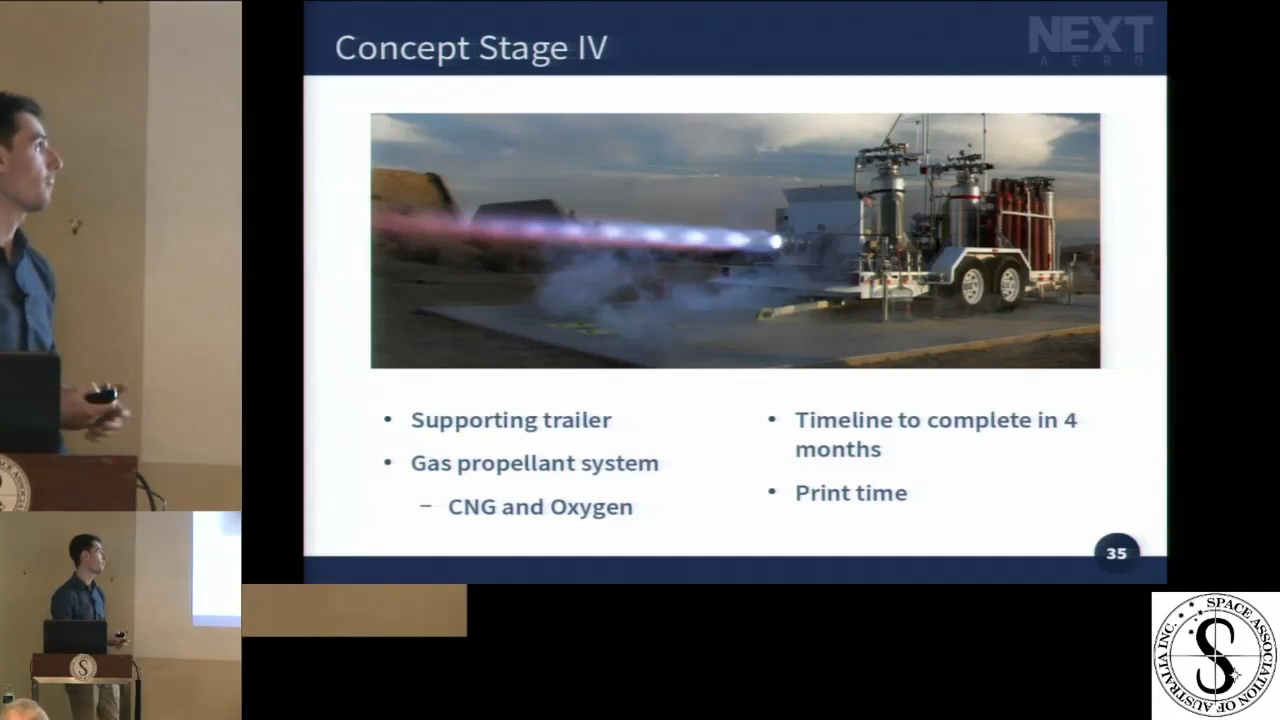 Concept Stage IV
NEXT
AERO
• Supporting trailer
• Gas propellant system
– CNG and Oxygen
• Timeline to complete in 4
months
• Print time
35
SPACE ASSOCIATION
OF AUSTRALIA INC.
S